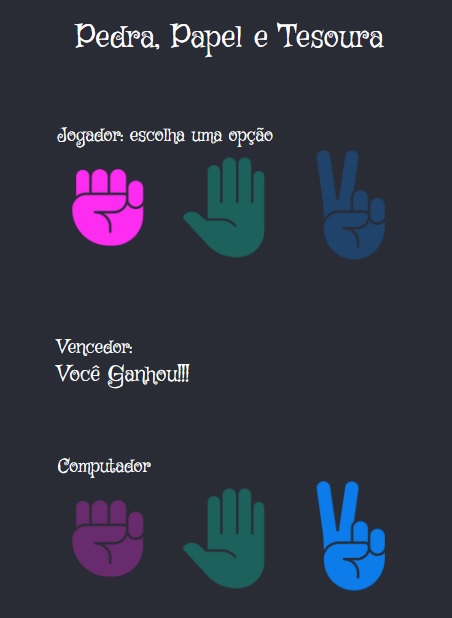 Pedra, Papel e Tesoura
Jogador: escolha uma opção
Vencedor:
Você Ganhou!!!
Computador